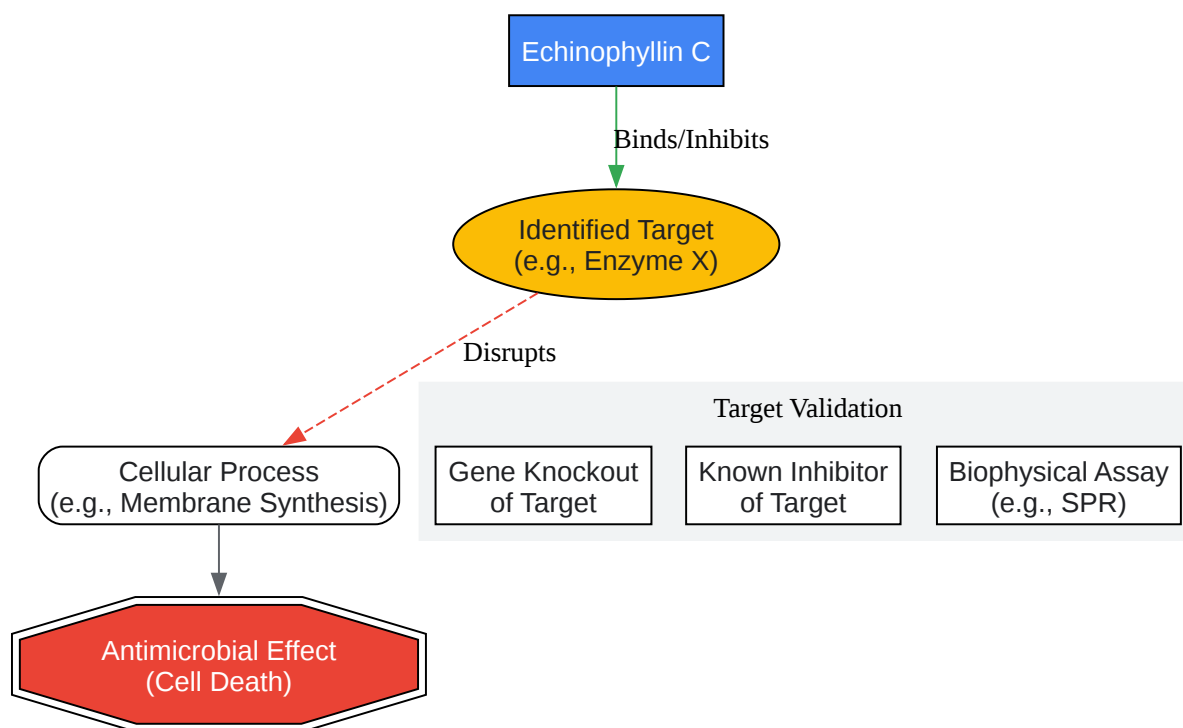 Echinophyllin C
Binds/Inhibits
Identified Target
(e.g., Enzyme X)
Disrupts
Target Validation
Cellular Process
(e.g., Membrane Synthesis)
Gene Knockout
of Target
Known Inhibitor
of Target
Biophysical Assay
(e.g., SPR)
Antimicrobial Effect
(Cell Death)